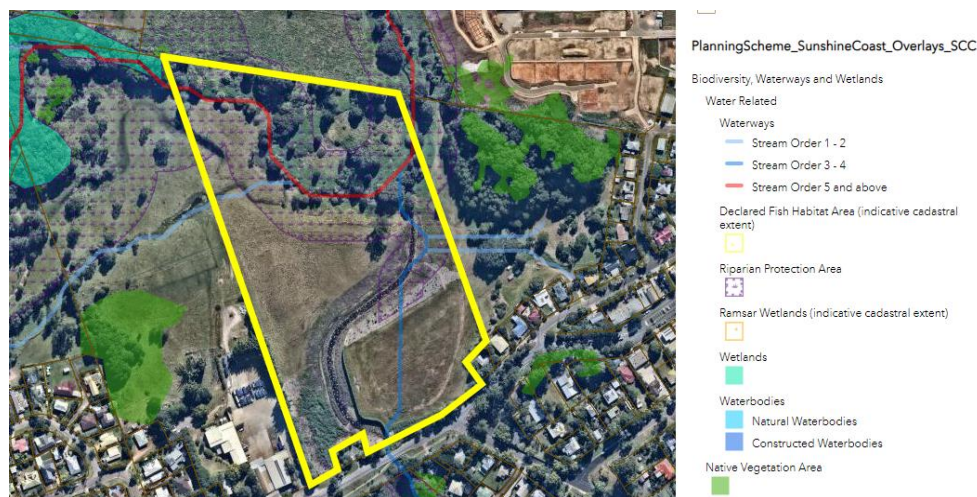 PlanningScheme_SunshineCoast_Overlays_SCC
Biodiversity, Waterways and Wetlands
Water Related
Waterways
Stream Order 1 - 2
Stream Order 3 - 4
Stream Order 5 and above
Declared Fish Habitat Area (indicative cadastral
extent)
Riparian Protection Area
Ramsar Wetlands (indicative cadastral extent)
Wetlands
Waterbodies
Natural Waterbodies
Constructed Waterbodies
Native Vegetation Area